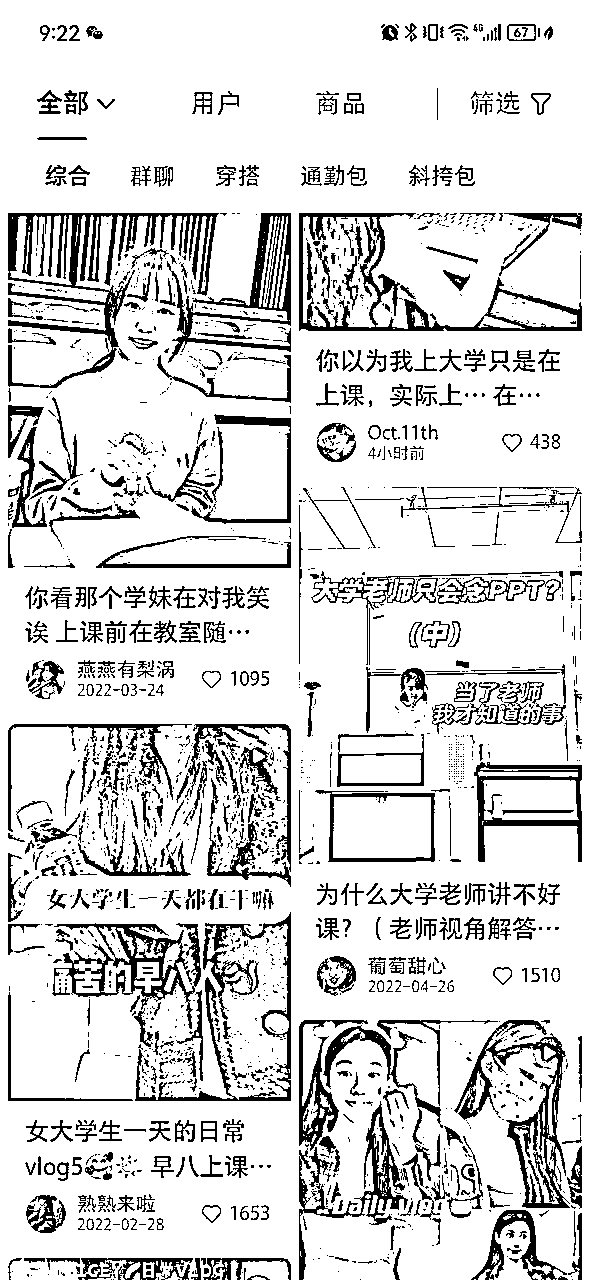 9:22
4G
67
全部
用户
商品
筛选
综合
群聊
穿搭
通勤包
斜挎包
你看那个学妹在对我笑
诶 上课前在教室随…
燕燕有梨涡
2022-03-24
1095
女大学生一天都在干嘛
痛苦的早八人
女大学生一天的日常
vlog5🥰☀️ 早八上课…
熟熟来啦
2022-02-28
1653
你以为我上大学只是在
上课，实际上… 在…
Oct.11th
4小时前
438
大学老师只会念PPT?
（中）
当了老师
我才知道的事
为什么大学老师讲不好
课？（ 老师视角解答…
葡萄甜心
2022-04-26
1510
Daily vlog